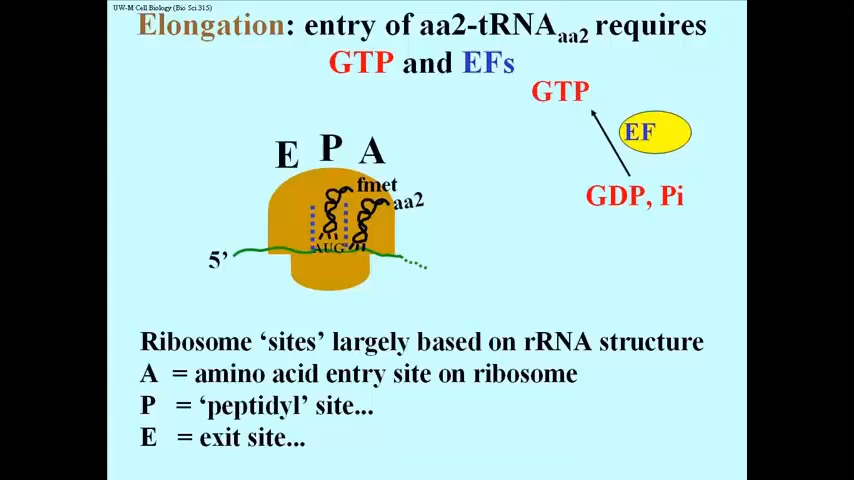 UW-M Cell Biology (Bio Sci 315)
Elongation: entry of aa2-tRNAaa2 requires
GTP and EFs
GTP
EF
GDP, Pi
E P A
fmet
aa2
AUG
5’
Ribosome ‘sites’ largely based on rRNA structure
A = amino acid entry site on ribosome
P = ‘peptidyl’ site...
E = exit site...